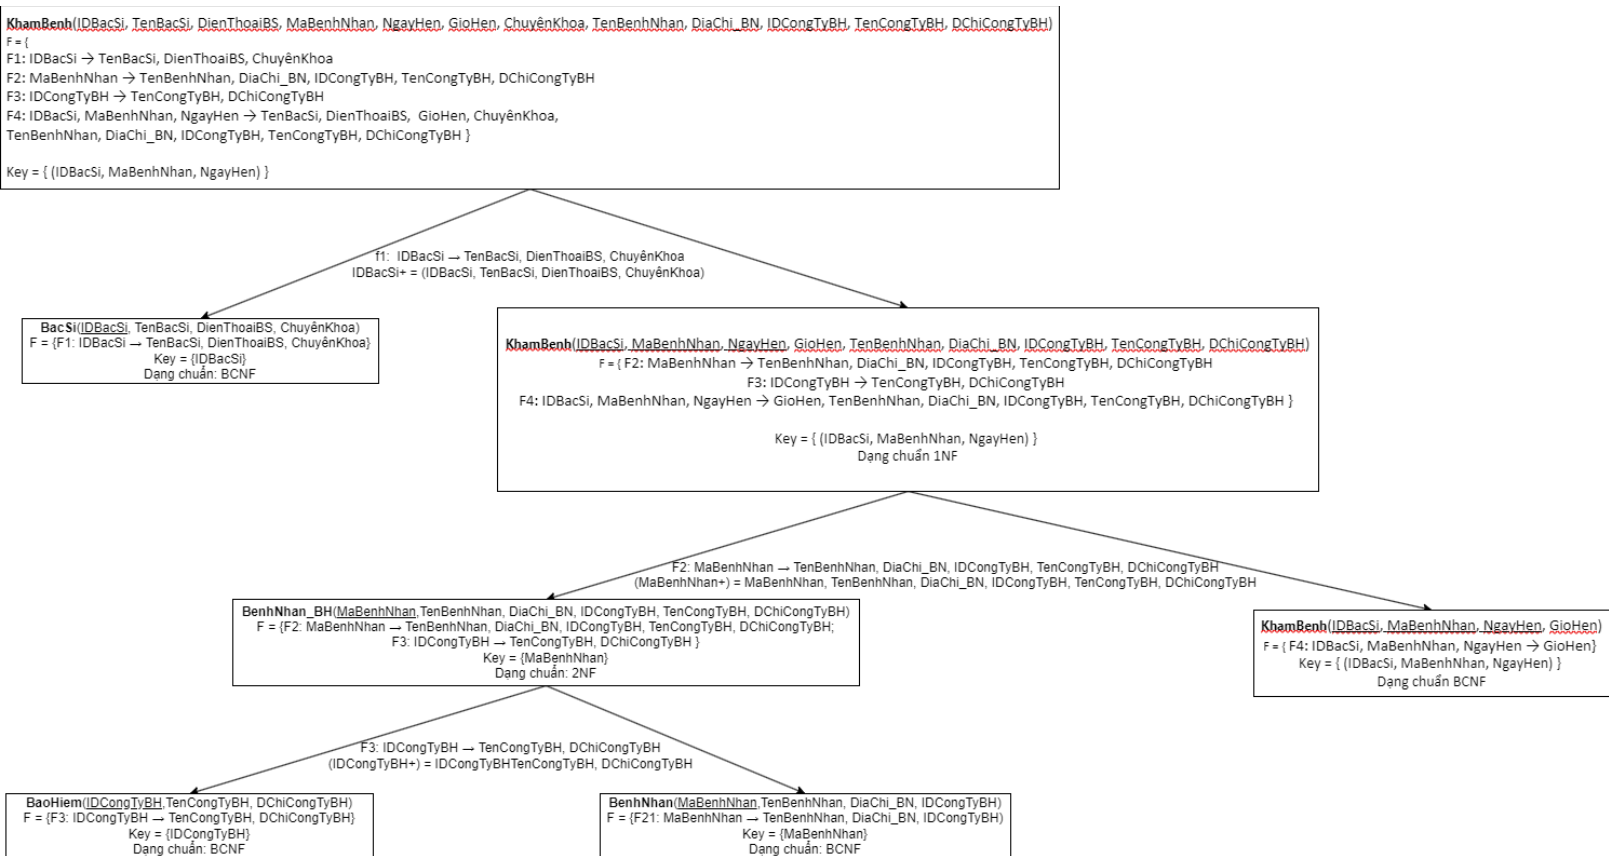 KhamBenh(IDBacSi, TenBacSi, DienThoaiBS, MaBenhNhan, NgayHen, GioHen, ChuyênKhoa, TenBenhNhan, DiaChi_BN, IDCongTyBH, TenCongTyBH, DChiCongTyBH)
F = {
F1: IDBacSi → TenBacSi, DienThoaiBS, ChuyênKhoa
F2: MaBenhNhan → TenBenhNhan, DiaChi_BN, IDCongTyBH, TenCongTyBH, DChiCongTyBH
F3: IDCongTyBH → TenCongTyBH, DChiCongTyBH
F4: IDBacSi, MaBenhNhan, NgayHen → TenBacSi, DienThoaiBS, GioHen, ChuyênKhoa,
TenBenhNhan, DiaChi_BN, IDCongTyBH, TenCongTyBH, DChiCongTyBH }
Key = { (IDBacSi, MaBenhNhan, NgayHen) }
f1: IDBacSi → TenBacSi, DienThoaiBS, ChuyênKhoa
IDBacSi+ = (IDBacSi, TenBacSi, DienThoaiBS, ChuyênKhoa)
BacSi(IDBacSi, TenBacSi, DienThoaiBS, ChuyênKhoa)
F = {F1: IDBacSi → TenBacSi, DienThoaiBS, ChuyênKhoa}
Key = {IDBacSi}
Dạng chuẩn: BCNF
KhamBenh(IDBacSi, MaBenhNhan, NgayHen, GioHen, TenBenhNhan, DiaChi_BN, IDCongTyBH, TenCongTyBH, DChiCongTyBH)
F = { F2: MaBenhNhan → TenBenhNhan, DiaChi_BN, IDCongTyBH, TenCongTyBH, DChiCongTyBH
F3: IDCongTyBH → TenCongTyBH, DChiCongTyBH
F4: IDBacSi, MaBenhNhan, NgayHen → GioHen, TenBenhNhan, DiaChi_BN, IDCongTyBH, TenCongTyBH, DChiCongTyBH }
Key = { (IDBacSi, MaBenhNhan, NgayHen) }
Dạng chuẩn 1NF
F2: MaBenhNhan → TenBenhNhan, DiaChi_BN, IDCongTyBH, TenCongTyBH, DChiCongTyBH
(MaBenhNhan+) = MaBenhNhan, TenBenhNhan, DiaChi_BN, IDCongTyBH, TenCongTyBH, DChiCongTyBH
BenhNhan_BH(MaBenhNhan,TenBenhNhan, DiaChi_BN, IDCongTyBH, TenCongTyBH, DChiCongTyBH)
F = {F2: MaBenhNhan → TenBenhNhan, DiaChi_BN, IDCongTyBH, TenCongTyBH, DChiCongTyBH;
F3: IDCongTyBH → TenCongTyBH, DChiCongTyBH }
Key = {MaBenhNhan}
Dạng chuẩn: 2NF
KhamBenh(IDBacSi, MaBenhNhan, NgayHen, GioHen)
F = { F4: IDBacSi, MaBenhNhan, NgayHen → GioHen}
Key = { (IDBacSi, MaBenhNhan, NgayHen) }
Dạng chuẩn BCNF
F3: IDCongTyBH → TenCongTyBH, DChiCongTyBH
(IDCongTyBH+) = IDCongTyBHTenCongTyBH, DChiCongTyBH
BaoHiem(IDCongTyBH,TenCongTyBH, DChiCongTyBH)
F = {F3: IDCongTyBH → TenCongTyBH, DChiCongTyBH}
Key = {IDCongTyBH}
Dạng chuẩn: BCNF
BenhNhan(MaBenhNhan,TenBenhNhan, DiaChi_BN, IDCongTyBH)
F = {F21: MaBenhNhan → TenBenhNhan, DiaChi_BN, IDCongTyBH)
Key = {MaBenhNhan}
Dạng chuẩn: BCNF